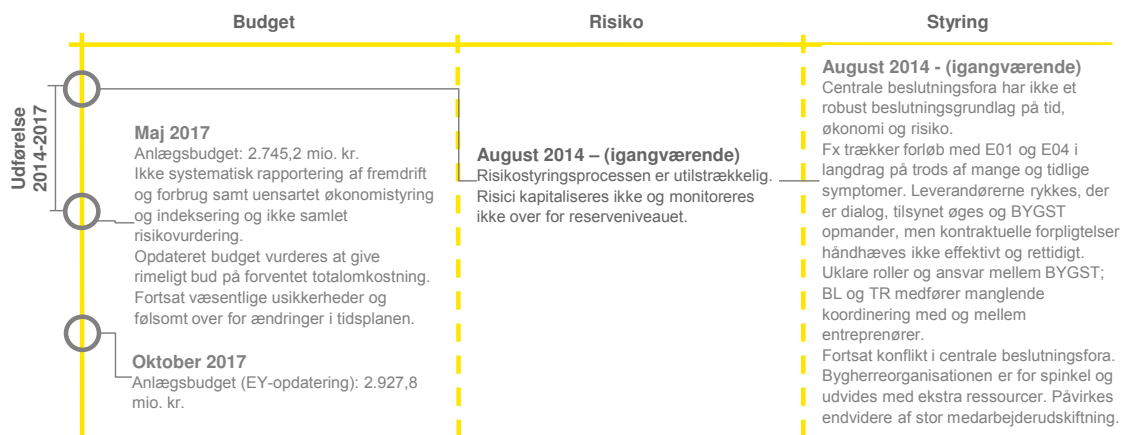 Budget
Risiko
Styring
Udførelse
2014-2017
Maj 2017
Anlægsbudget: 2.745,2 mio. kr.
Ikke systematisk rapportering af fremdrift
og forbrug samt uensartet økonomistyring
og indeksering og ikke samlet
risikovurdering.
Opdateret budget vurderes at give
rimeligt bud på forventet totalomkostning.
Fortsat væsentlige usikkerheder og
følsomt over for ændringer i tidsplanen.
Oktober 2017
Anlægsbudget (EY-opdatering): 2.927,8
mio. kr.
August 2014 – (igangværende)
Risikostyringsprocessen er utilstrækkelig.
Risici kapitaliseres ikke og monitoreres
ikke over for reserveniveauet.
August 2014 - (igangværende)
Centrale beslutningsfora har ikke et
robust beslutningsgrundlag på tid,
økonomi og risiko.
Fx trækker forløb med E01 og E04 i
langdrag på trods af mange og tidlige
symptomer. Leverandørerne rykkes, der
er dialog, tilsynet øges og BYGST
opmander, men kontraktuelle forpligtelser
håndhæves ikke effektivt og rettidigt.
Uklare roller og ansvar mellem BYGST;
BL og TR medfører manglende
koordinering med og mellem
entreprenører.
Fortsat konflikt i centrale beslutningsfora.
Bygherreorganisationen er for spinkel og
udvides med ekstra ressourcer. Påvirkes
endvidere af stor medarbejderudskiftning.